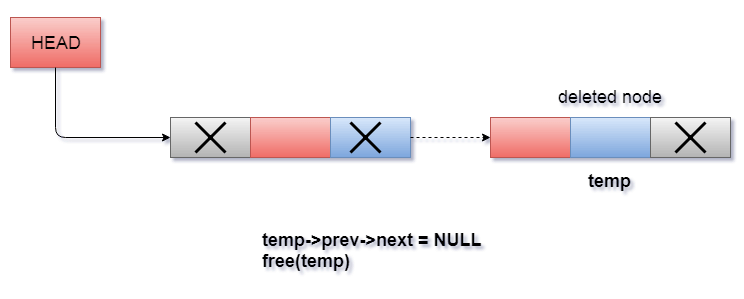 HEAD
deleted node
temp
temp->prev->next = NULL
free(temp)